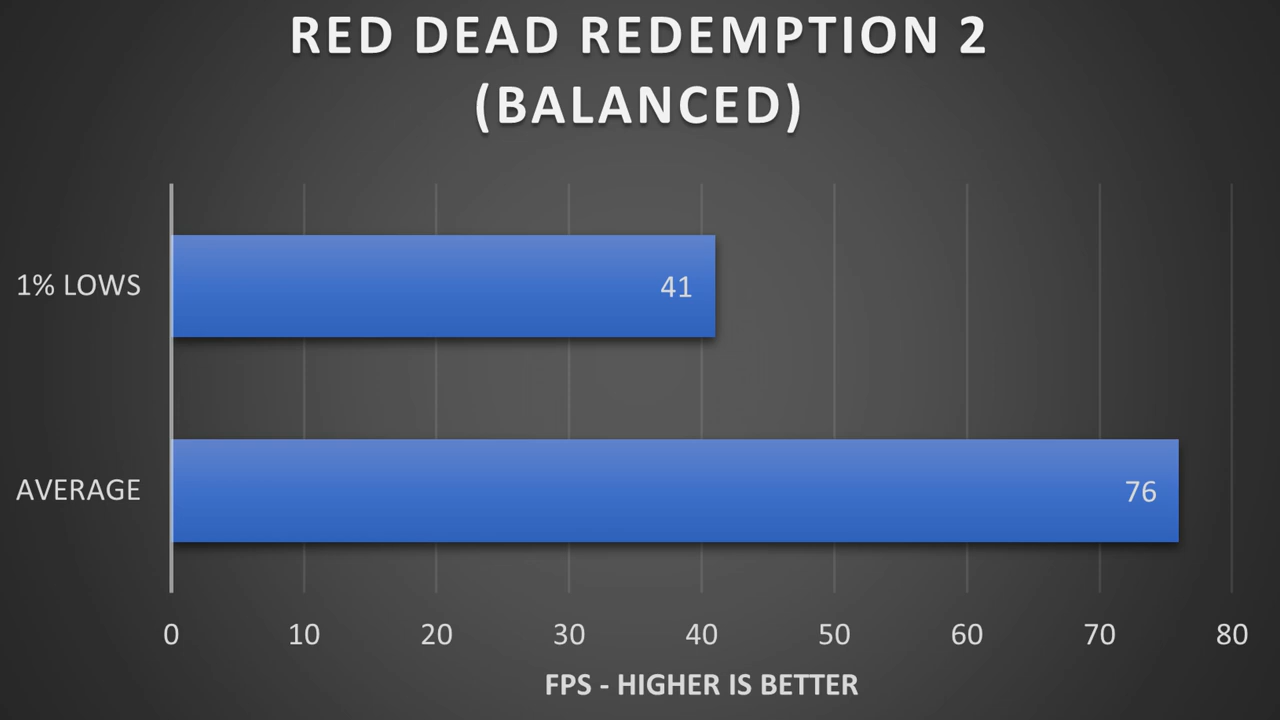 RED DEAD REDEMPTION 2
(BALANCED)
1% LOWS
41
AVERAGE
76
0 10 20 30 40 50 60 70 80
FPS - HIGHER IS BETTER